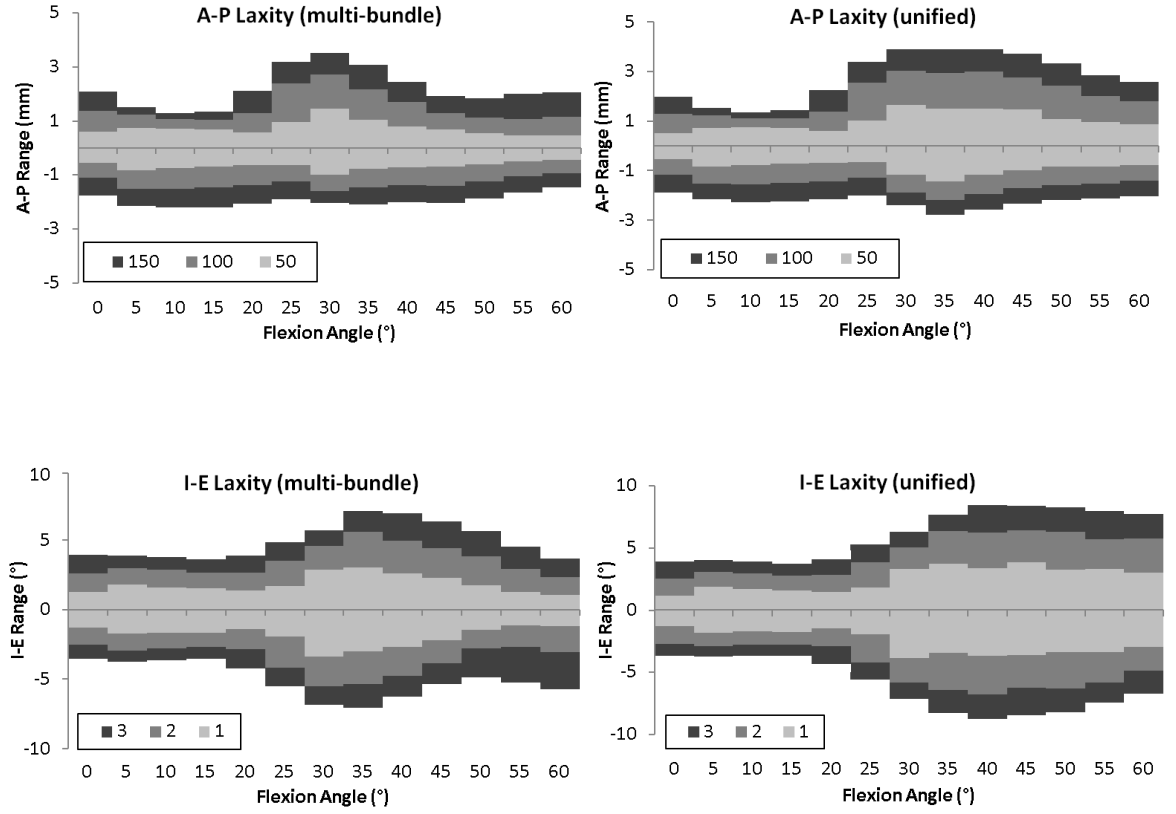 A-P Laxity (multi-bundle)
5
3
1
-1
-3
-5
A-P Range (mm)
150 100 50
0 5 10 15 20 25 30 35 40 45 50 55 60
Flexion Angle (°)
A-P Laxity (unified)
5
3
1
-1
-3
-5
A-P Range (mm)
150 100 50
0 5 10 15 20 25 30 35 40 45 50 55 60
Flexion Angle (°)
I-E Laxity (multi-bundle)
10
5
0
-5
-10
I-E Range (°)
3 2 1
0 5 10 15 20 25 30 35 40 45 50 55 60
Flexion Angle (°)
I-E Laxity (unified)
10
5
0
-5
-10
I-E Range (°)
3 2 1
0 5 10 15 20 25 30 35 40 45 50 55 60
Flexion Angle (°)